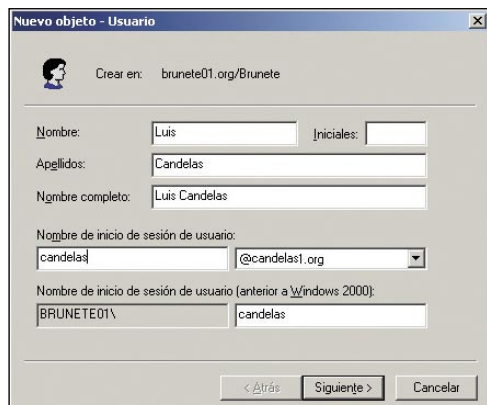 Nuevo objeto - Usuario
Crear en: brunete01.org/Brunete
Nombre: Luis Iniciales:
Apellidos: Candelas
Nombre completo: Luis Candelas
Nombre de inicio de sesión de usuario:
candelas @candelas1.org
Nombre de inicio de sesión de usuario (anterior a Windows 2000):
BRUNETE01\ candelas
< Atrás Siguiente > Cancelar